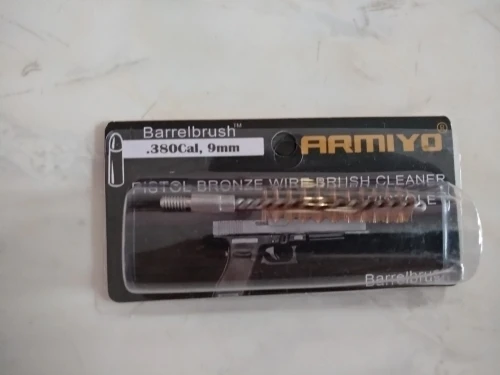 Barrelbrush™
.380Cal, 9mm
ARMIYO®
PISTOL BRONZE WIRE BRUSH CLEANER
Barrelbrush